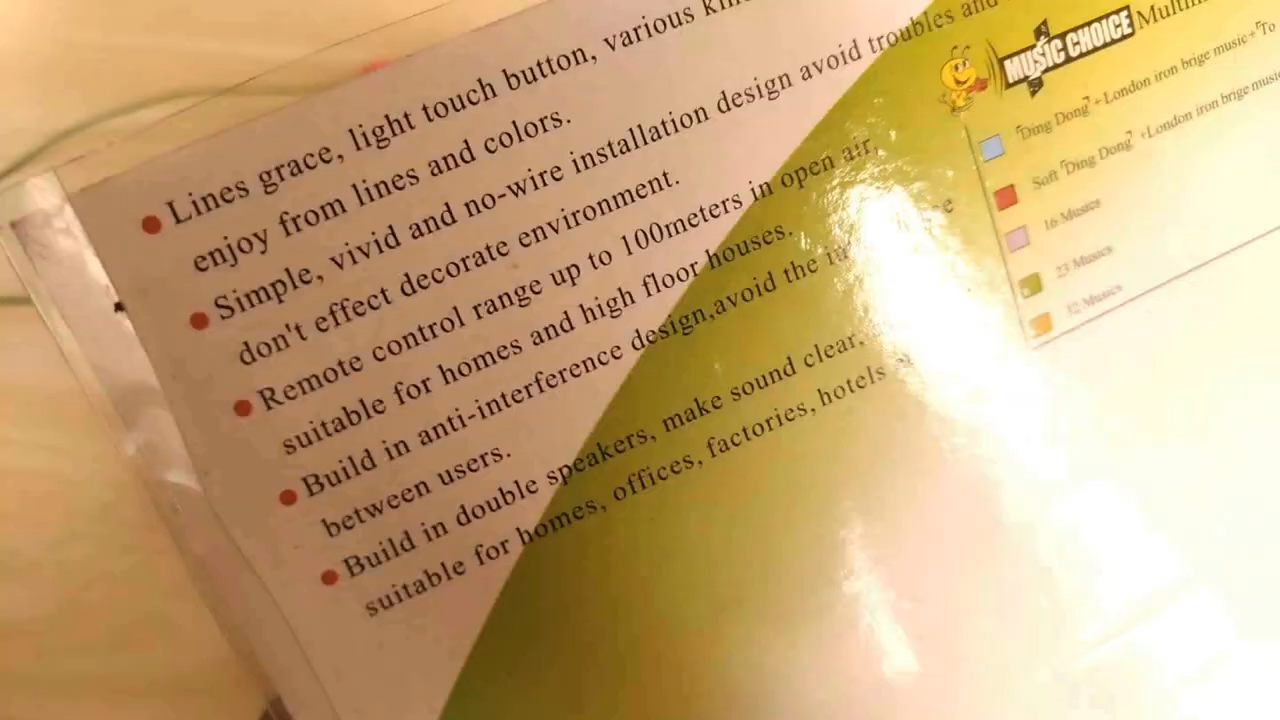 Lines grace, light touch button, various
enjoy from lines and colors.
Simple, vivid and no-wire installation design avoid troubles and
don't effect decorate environment.
Remote control range up to 100meters in open air,
suitable for homes and high floor houses.
Build in anti-interference design,avoid the
between users.
Build in double speakers, make sound clear,
suitable for homes, offices, factories, hotels
MUSIC CHOICE
「Ding Dong」+London iron brige music+「To
Soft「Ding Dong」+London iron brige music
16 Musics
23 Musics
32 Musics